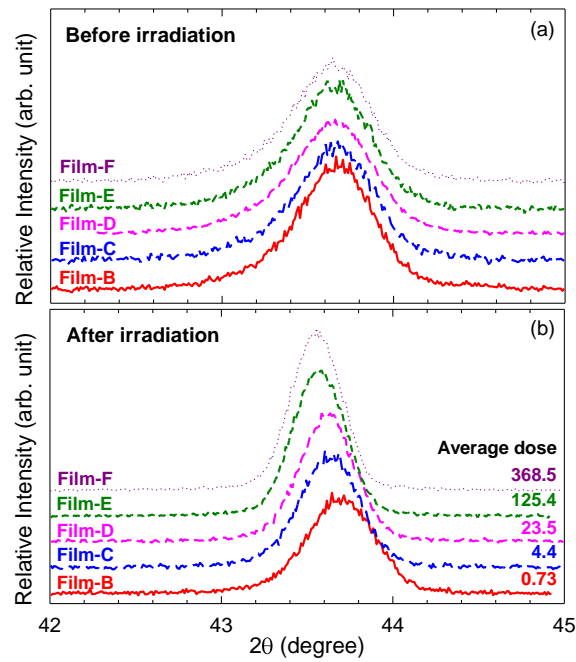 (a)
Before irradiation
Film-F
Film-E
Film-D
Film-C
Film-B
Relative Intensity (arb. unit)
(b)
After irradiation
Average dose
Film-F 368.5
Film-E 125.4
Film-D 23.5
Film-C 4.4
Film-B 0.73
Relative Intensity (arb. unit)
42 43 44 45
2θ (degree)